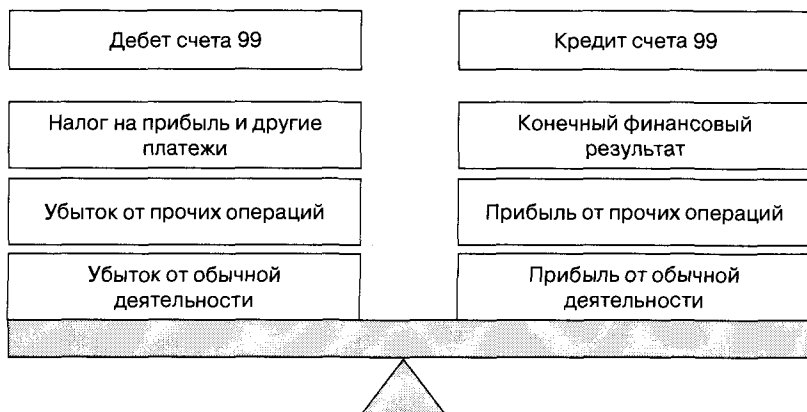 Дебет счета 99
Кредит счета 99
Налог на прибыль и другие
платежи
Конечный финансовый
результат
Убыток от прочих операций
Прибыль от прочих операций
Убыток от обычной
деятельности
Прибыль от обычной
деятельности